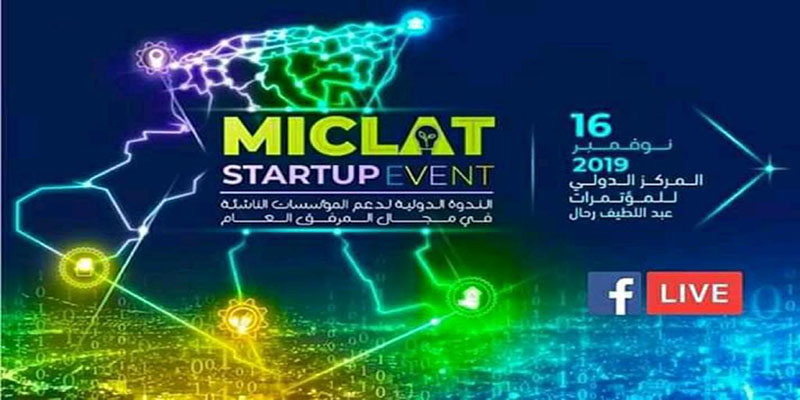 MICLAT
STARTUP EVENT
الندوة الدولية لدعم المؤسسات الناشئة
في مجال المرفق العام
16
نوفمبر
2019
المركز الدولي
للمؤتمرات
عبد اللطيف رحال
f LIVE